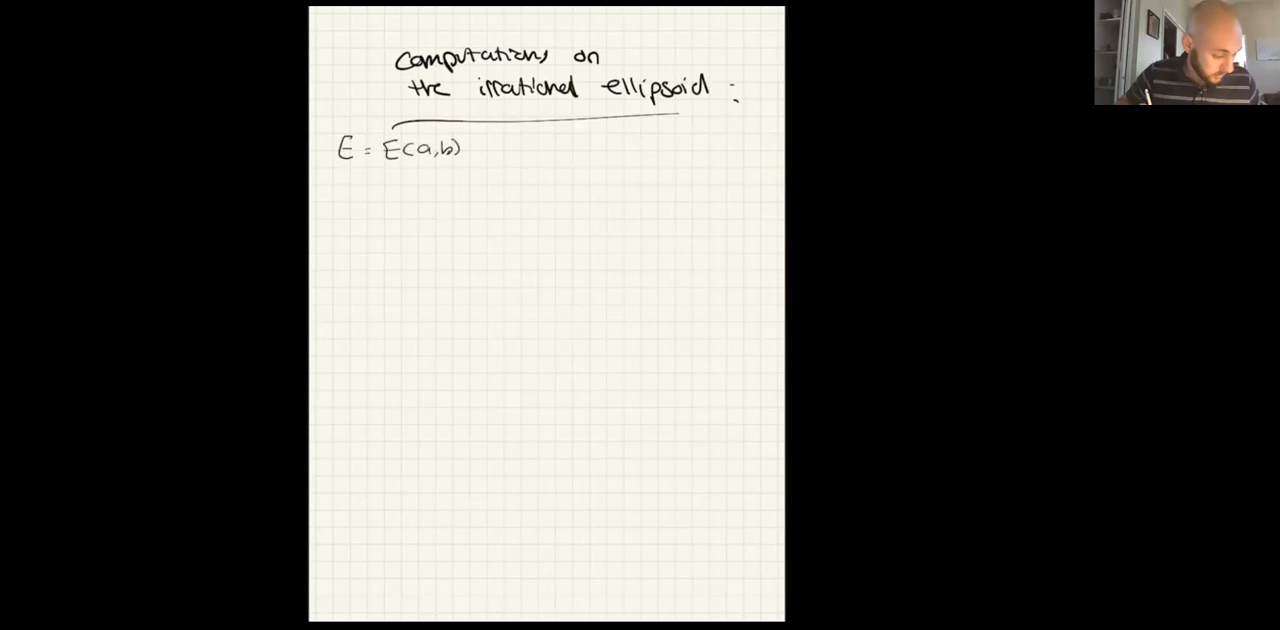 Computations on
the irrational ellipsoid :
E = E(a,b)